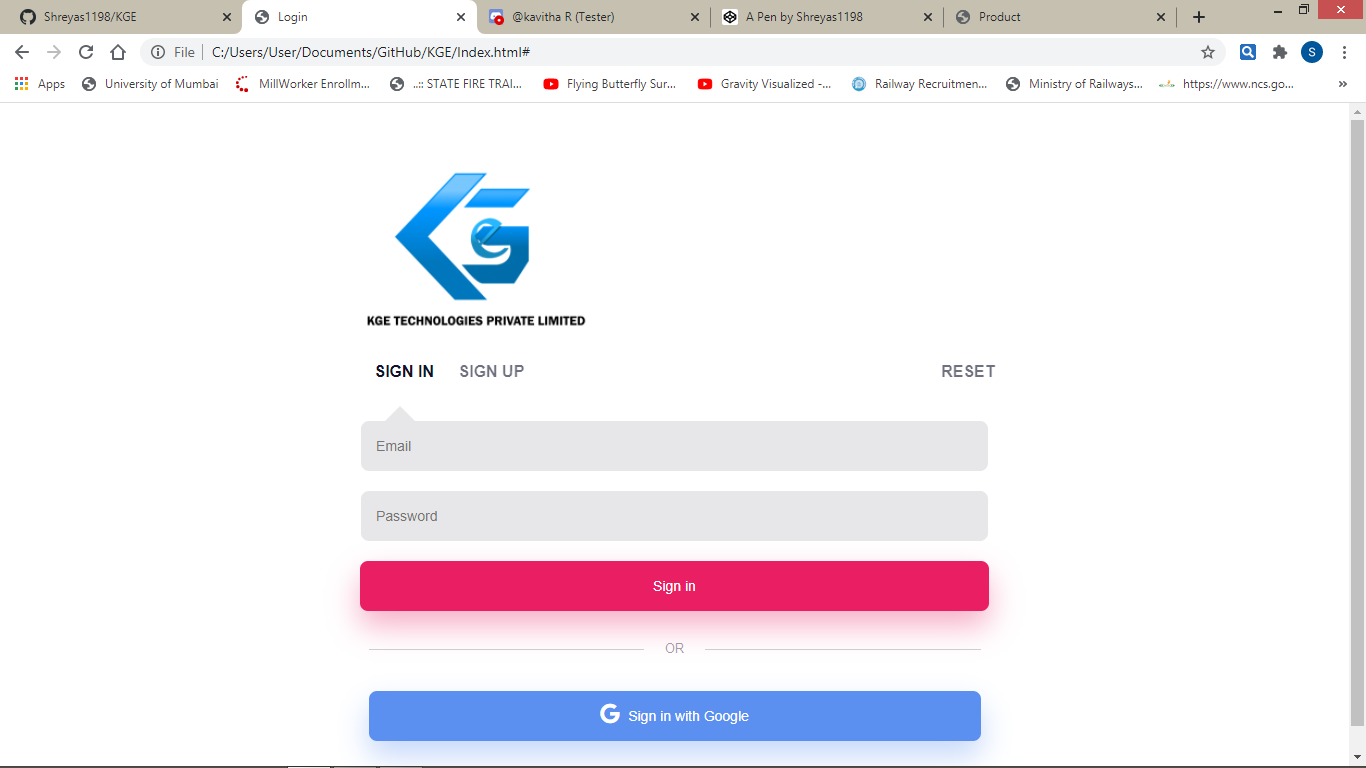 Shreyas1198/KGE
Login
@kavitha R (Tester)
A Pen by Shreyas1198
Product
File
C:/Users/User/Documents/GitHub/KGE/Index.html#
S
Apps
University of Mumbai
MillWorker Enrollm...
..:: STATE FIRE TRAI...
Flying Butterfly Sur...
Gravity Visualized -...
Railway Recruitmen...
Ministry of Railways...
https://www.ncs.go...
KGe
KGE TECHNOLOGIES PRIVATE LIMITED
SIGN IN
SIGN UP
RESET
Email
Password
Sign in
OR
G Sign in with Google